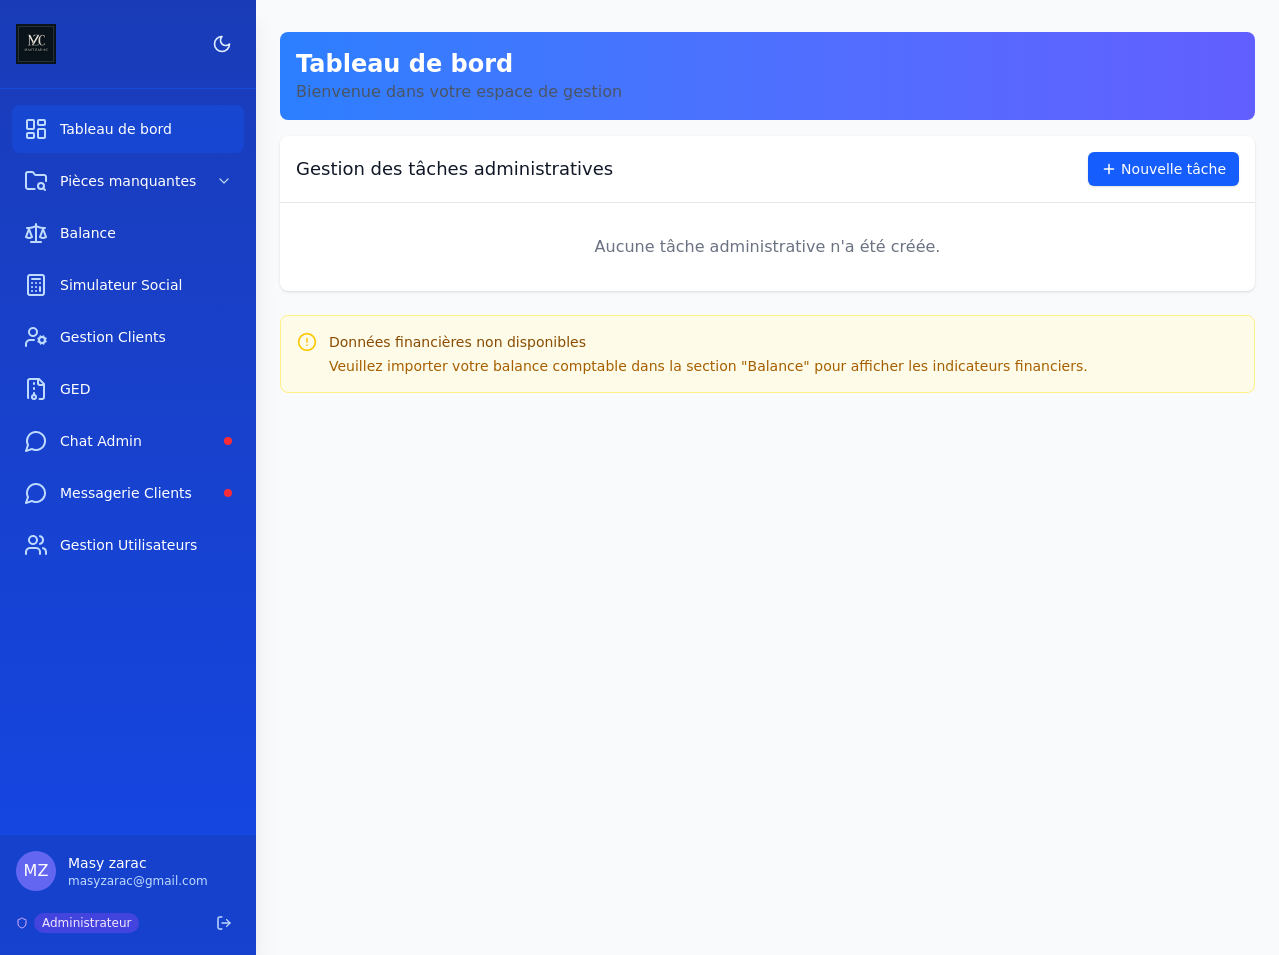 MZC
Tableau de bord
Pièces manquantes
Balance
Simulateur Social
Gestion Clients
GED
Chat Admin
Messagerie Clients
Gestion Utilisateurs
MZ
Masy zarac
masyzarac@gmail.com
Administrateur
Tableau de bord
Bienvenue dans votre espace de gestion
Gestion des tâches administratives
Nouvelle tâche
Aucune tâche administrative n'a été créée.
Données financières non disponibles
Veuillez importer votre balance comptable dans la section "Balance" pour afficher les indicateurs financiers.